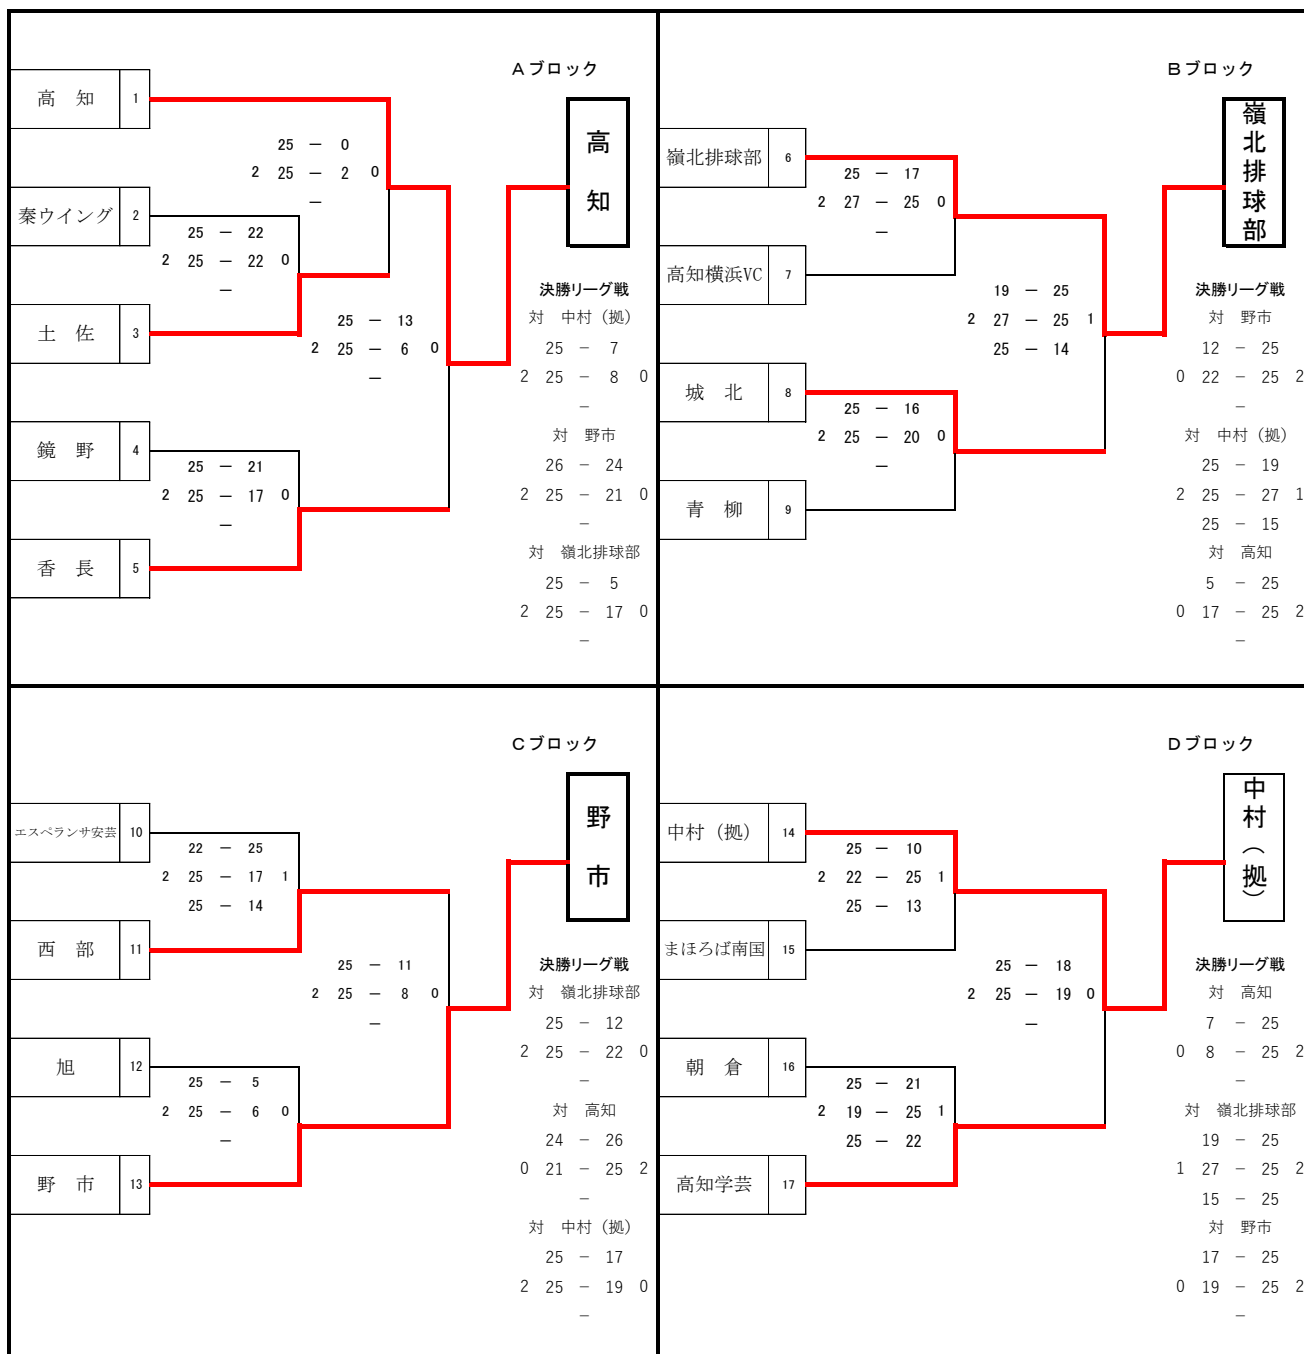 Aブロック
高 知 1
高知
25 － 0
2 25 － 2 0
－
秦ウイング 2
25 － 22
2 25 － 22 0
－
土 佐 3
25 － 13
2 25 － 6 0
－
鏡 野 4
25 － 21
2 25 － 17 0
－
香 長 5
決勝リーグ戦
対 中村（拠）
25 － 7
2 25 － 8 0
－
対 野市
26 － 24
2 25 － 21 0
－
対 嶺北排球部
25 － 5
2 25 － 17 0
－
Bブロック
嶺北排球部
嶺北排球部 6
25 － 17
2 27 － 25 0
－
高知横浜VC 7
19 － 25
2 27 － 25 1
25 － 14
城 北 8
25 － 16
2 25 － 20 0
－
青 柳 9
決勝リーグ戦
対 野市
12 － 25
0 22 － 25 2
－
対 中村（拠）
25 － 19
2 25 － 27 1
25 － 15
対 高知
5 － 25
0 17 － 25 2
－
Cブロック
野市
エスペランサ安芸 10
22 － 25
2 25 － 17 1
25 － 14
西 部 11
25 － 11
2 25 － 8 0
－
旭 12
25 － 5
2 25 － 6 0
－
野 市 13
決勝リーグ戦
対 嶺北排球部
25 － 12
2 25 － 22 0
－
対 高知
24 － 26
0 21 － 25 2
－
対 中村（拠）
25 － 17
2 25 － 19 0
－
Dブロック
中村（拠）
中村（拠） 14
25 － 10
2 22 － 25 1
25 － 13
まほろば南国 15
25 － 18
2 25 － 19 0
－
朝 倉 16
25 － 21
2 19 － 25 1
25 － 22
高知学芸 17
決勝リーグ戦
対 高知
7 － 25
0 8 － 25 2
－
対 嶺北排球部
19 － 25
1 27 － 25 2
15 － 25
対 野市
17 － 25
0 19 － 25 2
－